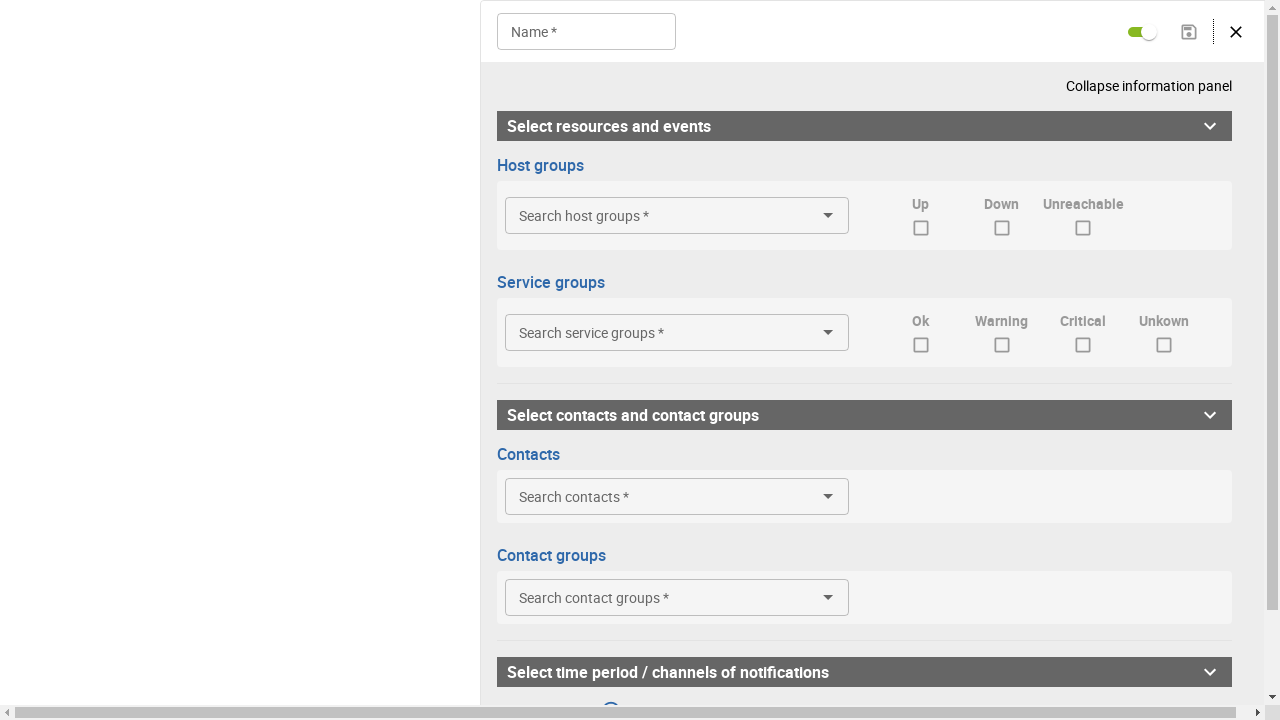 Name *
Collapse information panel
Select resources and events
Host groups
Search host groups *
Up
Down
Unreachable
Service groups
Search service groups *
Ok
Warning
Critical
Unkown
Select contacts and contact groups
Contacts
Search contacts *
Contact groups
Search contact groups *
Select time period / channels of notifications